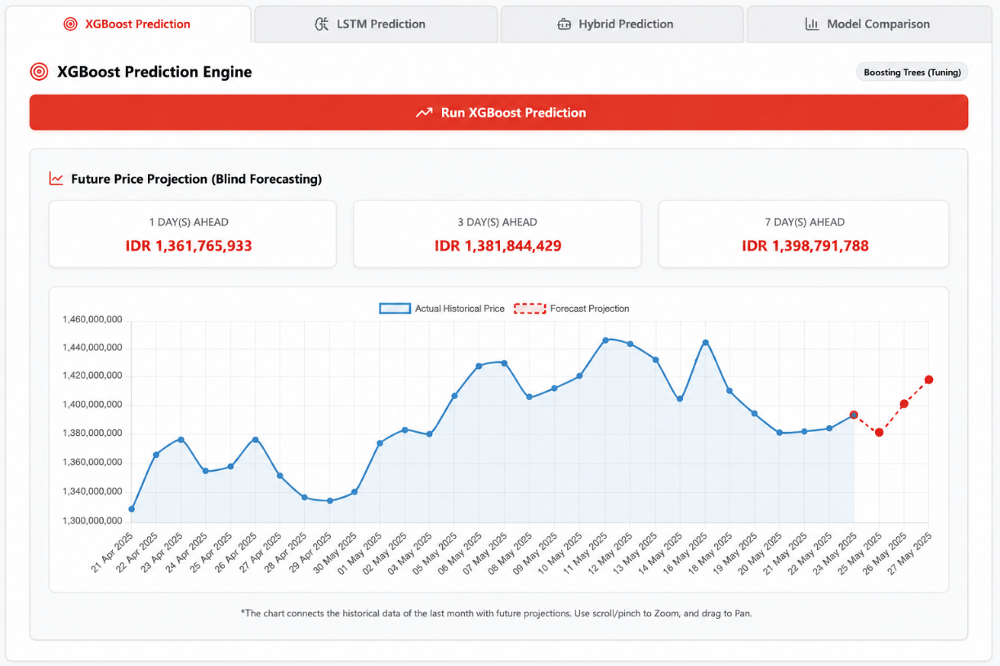 XGBoost Prediction
LSTM Prediction
Hybrid Prediction
Model Comparison
XGBoost Prediction Engine
Boosting Trees (Tuning)
Run XGBoost Prediction
Future Price Projection (Blind Forecasting)
1 DAY(S) AHEAD
IDR 1,361,765,933
3 DAY(S) AHEAD
IDR 1,381,844,429
7 DAY(S) AHEAD
IDR 1,398,791,788
Actual Historical Price
Forecast Projection
1,460,000,000
1,440,000,000
1,420,000,000
1,400,000,000
1,380,000,000
1,360,000,000
1,340,000,000
1,300,000,000
21 Apr 2025
22 Apr 2025
23 Apr 2025
24 Apr 2025
25 Apr 2025
26 Apr 2025
27 Apr 2025
28 Apr 2025
29 Apr 2025
30 May 2025
01 May 2025
02 May 2025
03 May 2025
05 May 2025
06 May 2025
07 May 2025
08 May 2025
09 May 2025
10 May 2025
11 May 2025
12 May 2025
13 May 2025
14 May 2025
16 May 2025
18 May 2025
19 May 2025
20 May 2025
21 May 2025
22 May 2025
23 May 2025
25 May 2025
26 May 2025
27 May 2025
*The chart connects the historical data of the last month with future projections. Use scroll/pinch to Zoom, and drag to Pan.